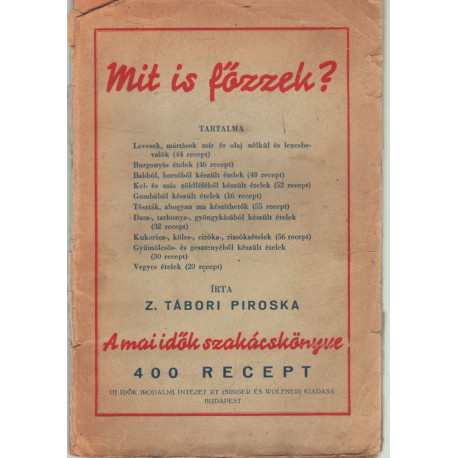 Mit is főzzek?
TARTALMA
Levesek, mártások zsír és olaj nélkül és levesbe-
valók (44 recept)
Burgonyás ételek (46 recept)
Babból, borsóból készült ételek (49 recept)
Kel- és más zöldféléből készült ételek (52 recept)
Gombából készült ételek (16 recept)
Tészták, ahogyan ma készíthetők (55 recept)
Dara-, tarhonya-, gyöngykásából készült ételek
(32 recept)
Kukorica-, köles-, cirok-, rizsökaételek (56 recept)
Gyümölcsös- és gesztenyéből készült ételek
(30 recept)
Vegyes ételek (20 recept)
ÍRTA
Z. TÁBORI PIROSKA
A mai idők szakácskönyve
400 RECEPT
UJ IDŐK IRODALMI INTÉZET RT (SINGER ÉS WOLFNER) KIADÁSA
BUDAPEST